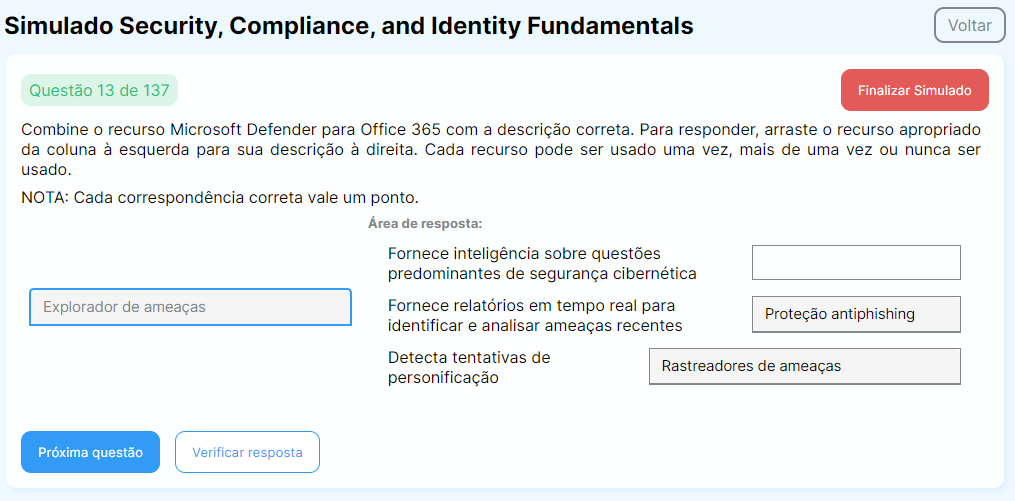 Simulado Security, Compliance, and Identity Fundamentals
Voltar
Questão 13 de 137
Finalizar Simulado
Combine o recurso Microsoft Defender para Office 365 com a descrição correta. Para responder, arraste o recurso apropriado
da coluna à esquerda para sua descrição à direita. Cada recurso pode ser usado uma vez, mais de uma vez ou nunca ser
usado.
NOTA: Cada correspondência correta vale um ponto.
Área de resposta:
Explorador de ameaças
Fornece inteligência sobre questões
predominantes de segurança cibernética
Fornece relatórios em tempo real para
identificar e analisar ameaças recentes
Proteção antiphishing
Detecta tentativas de
personificação
Rastreadores de ameaças
Próxima questão
Verificar resposta